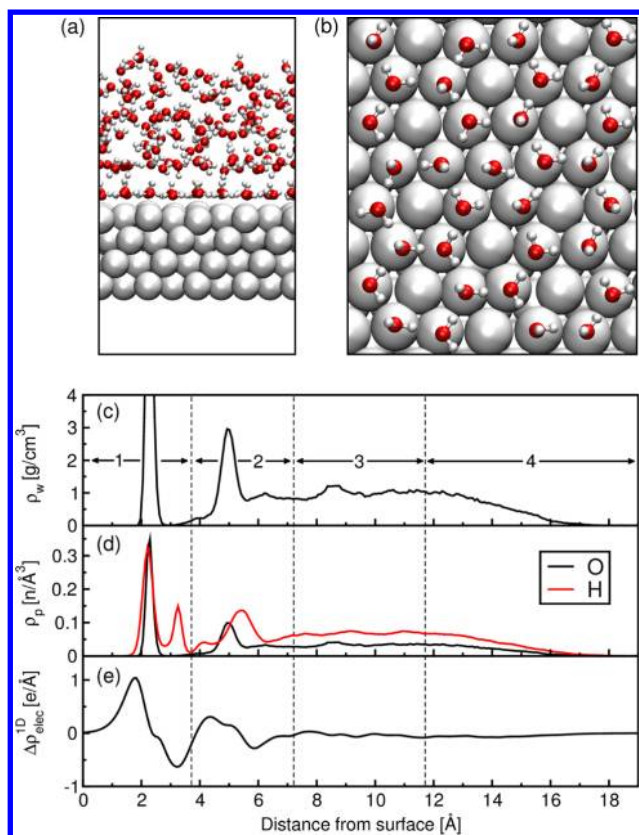 (a)
(b)
(c)
4
3
2
1
0
ρw [g/cm³]
1
2
3
4
(d)
0.3
0.2
0.1
0
ρp [n/Å³]
O
H
(e)
1
0
-1
Δρ1Delec [e/Å]
0 2 4 6 8 10 12 14 16 18
Distance from surface [Å]